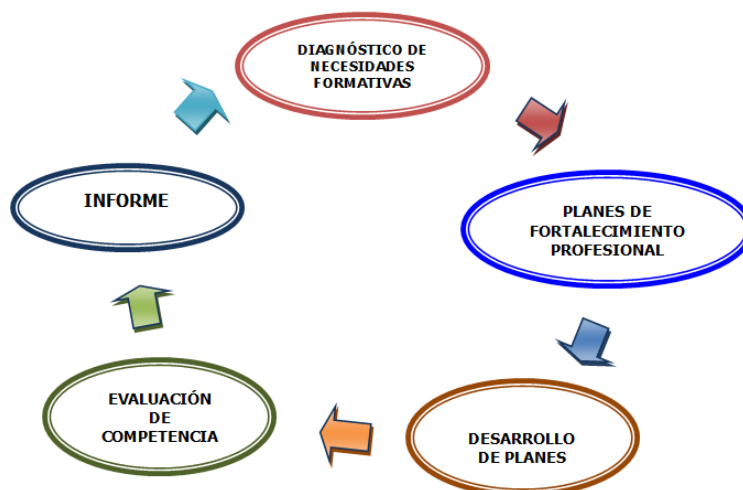 DIAGNÓSTICO DE
NECESIDADES
FORMATIVAS
PLANES DE
FORTALECIMIENTO
PROFESIONAL
DESARROLLO
DE PLANES
EVALUACIÓN
DE
COMPETENCIA
INFORME